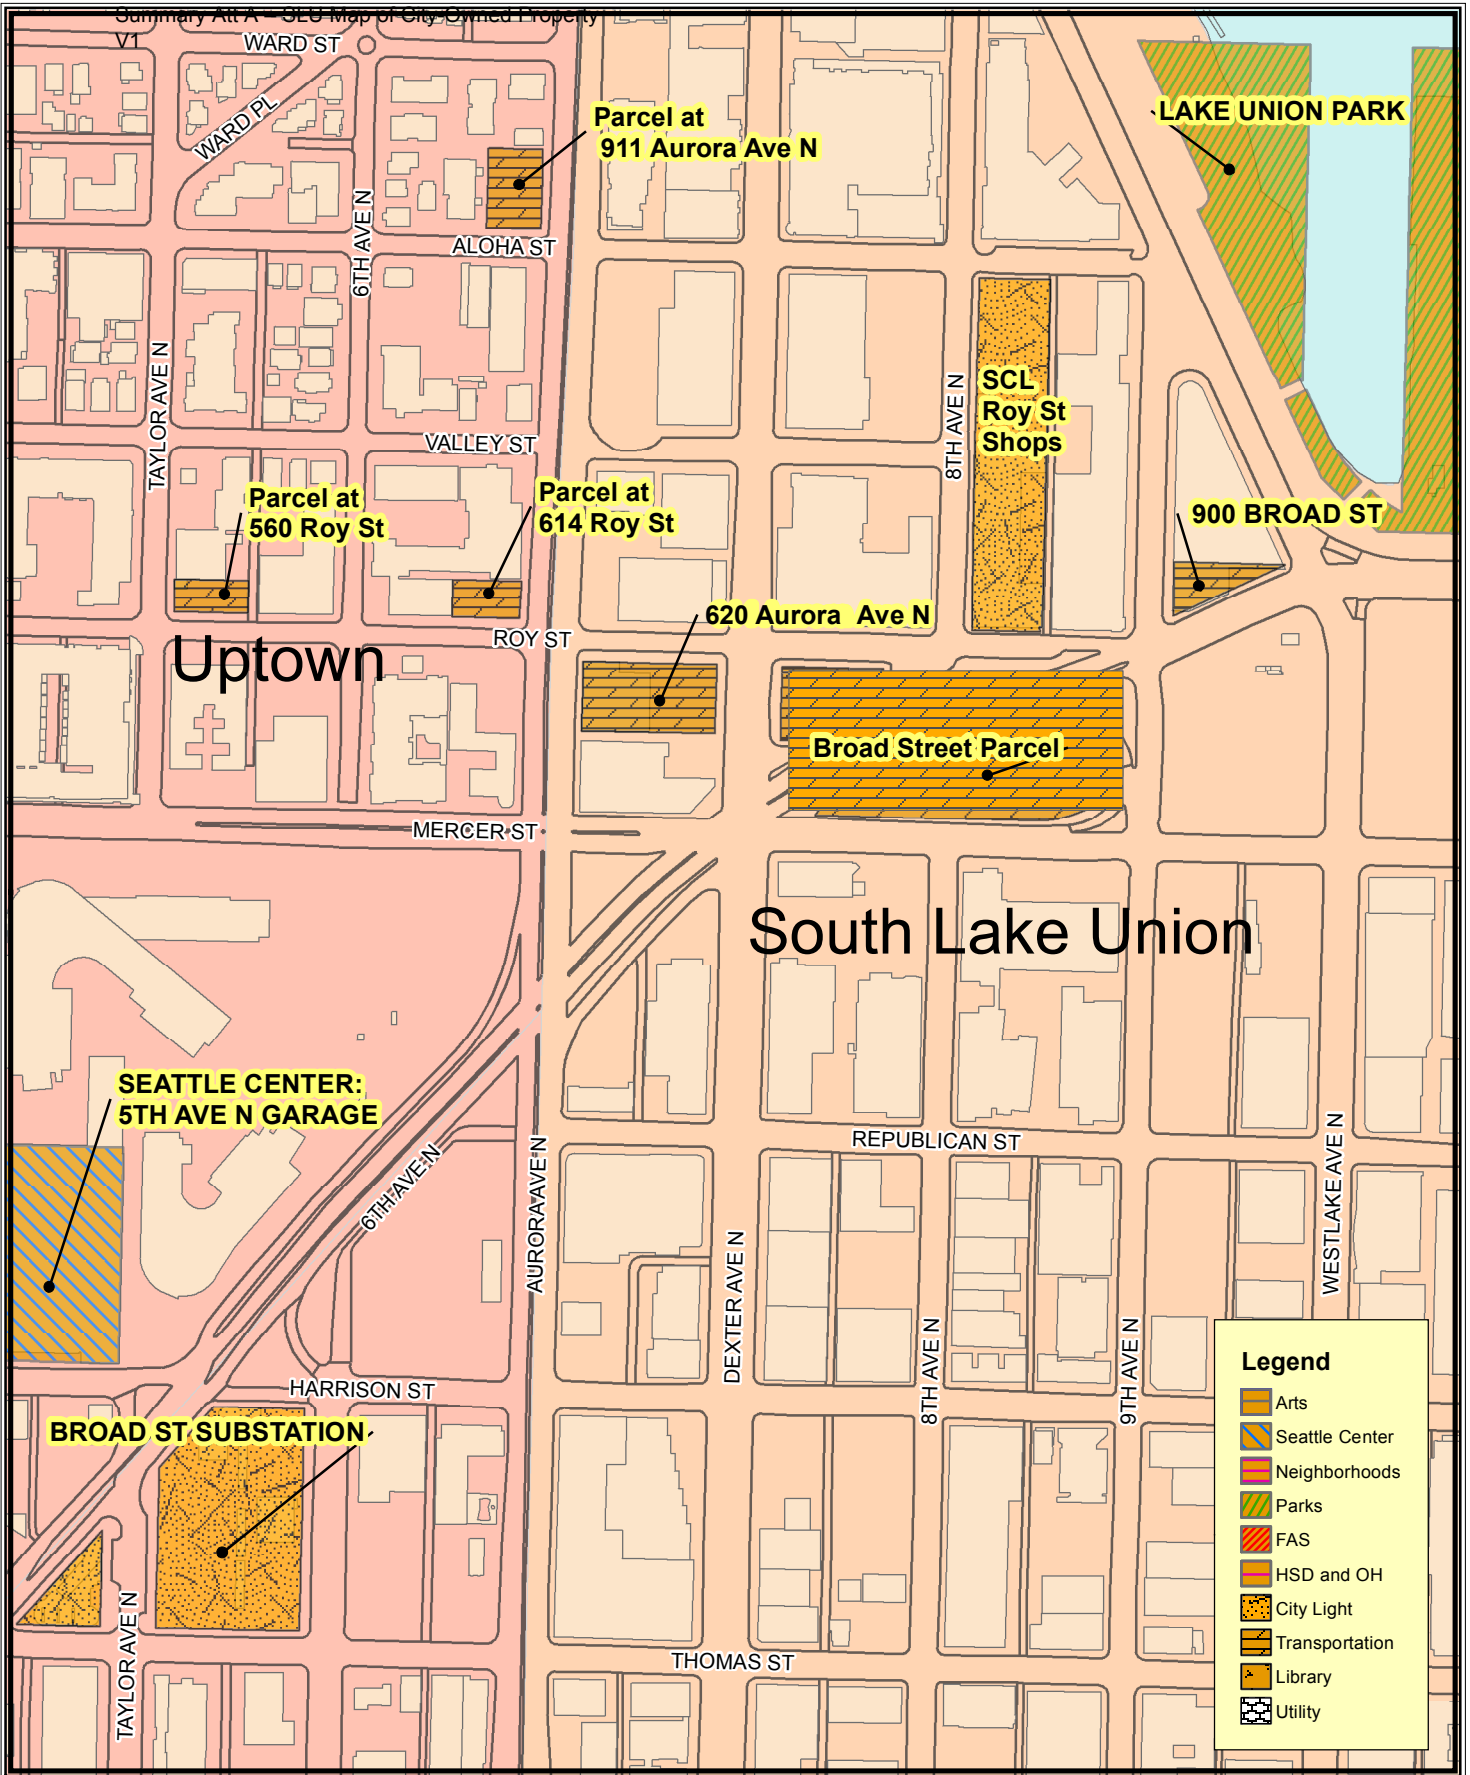 Summary Att A – SLU Map of City-Owned Property
V1
WARD ST
WARD PL
Parcel at
911 Aurora Ave N
LAKE UNION PARK
6TH AVE N
ALOHA ST
TAYLOR AVE N
8TH AVE N
SCL
Roy St
Shops
VALLEY ST
Parcel at
560 Roy St
Parcel at
614 Roy St
900 BROAD ST
620 Aurora Ave N
ROY ST
Uptown
Broad Street Parcel
MERCER ST
South Lake Union
SEATTLE CENTER:
5TH AVE N GARAGE
6TH AVE N
AURORA AVE N
REPUBLICAN ST
WESTLAKE AVE N
DEXTER AVE N
8TH AVE N
9TH AVE N
HARRISON ST
BROAD ST SUBSTATION
TAYLOR AVE N
THOMAS ST
Legend
Arts
Seattle Center
Neighborhoods
Parks
FAS
HSD and OH
City Light
Transportation
Library
Utility